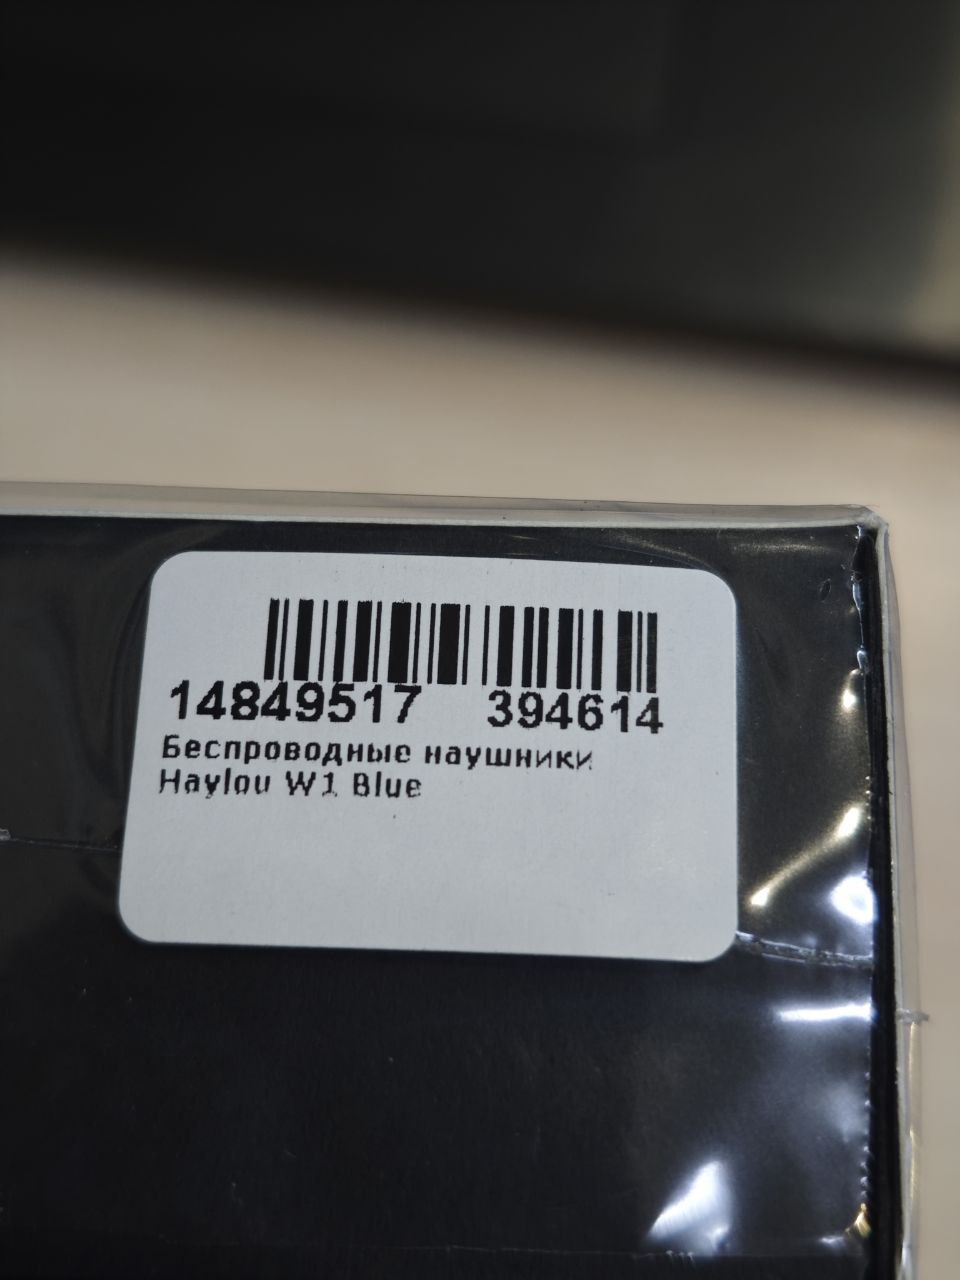 14849517 394614
Беспроводные наушники
Haylou W1 Blue